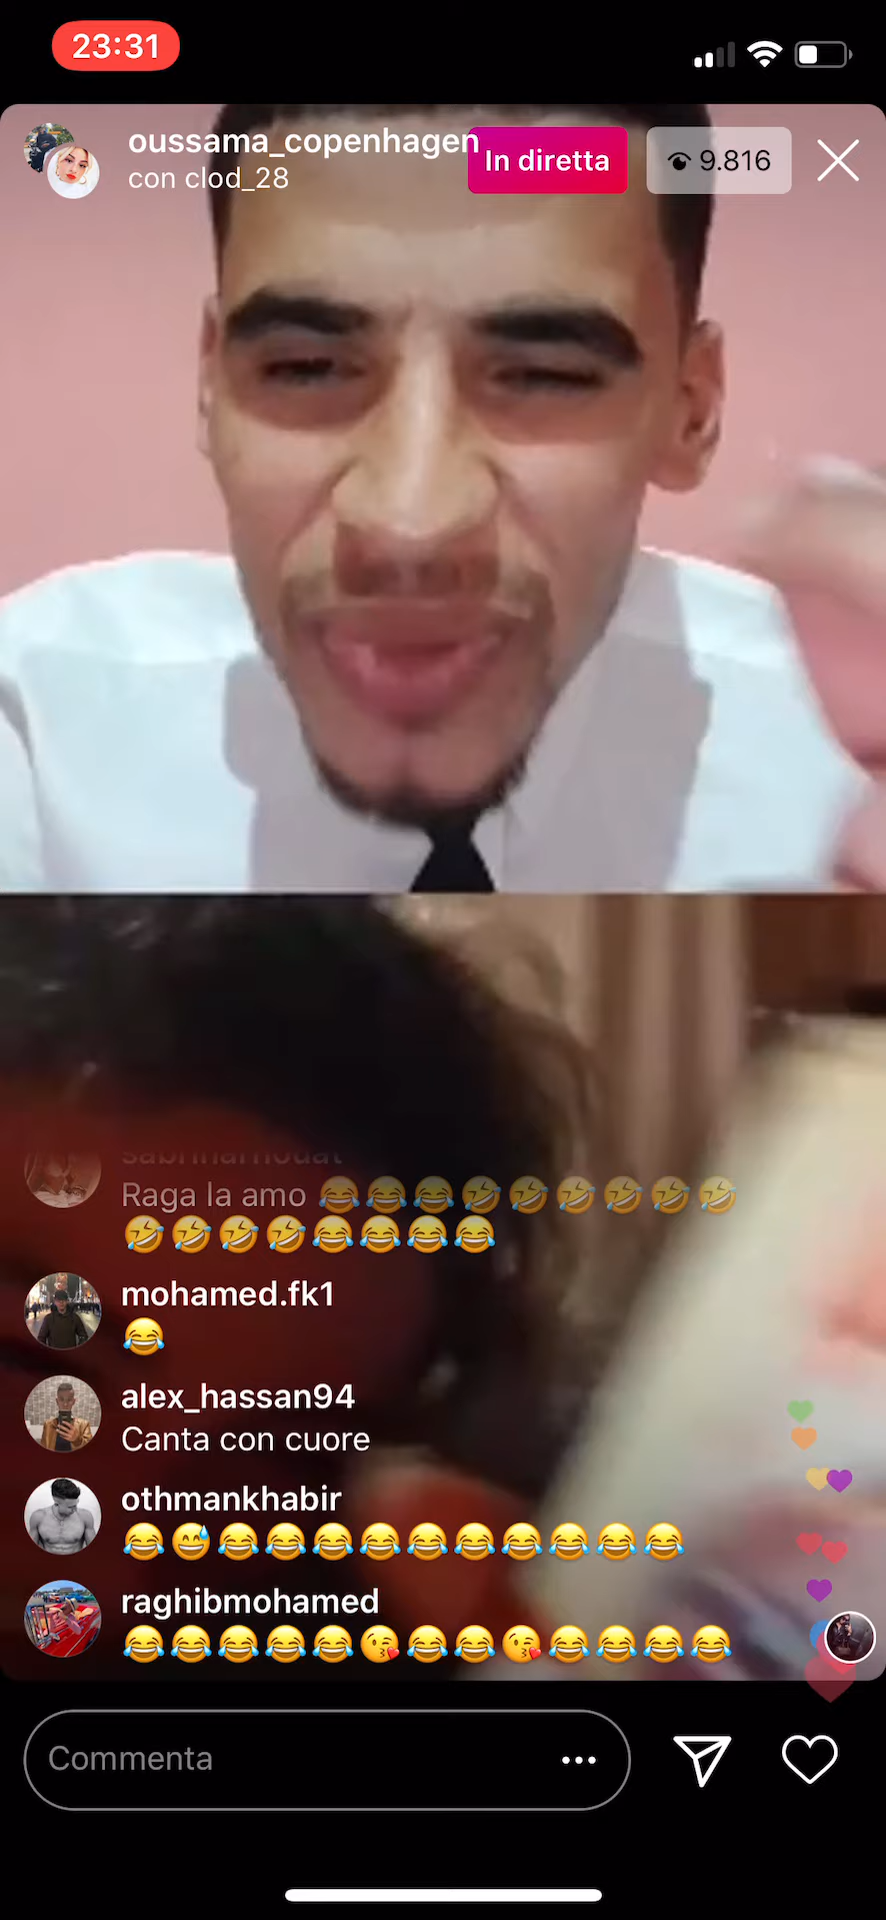 23:31
oussama_copenhagen
con clod_28
In diretta
9.816
Raga la amo 😂😂😂🤣🤣🤣🤣🤣🤣
🤣🤣🤣🤣😂😂😂😂
mohamed.fk1
😂
alex_hassan94
Canta con cuore
othmankhabir
😂😅😂😂😂😂😂😂😂😂😂😂
raghibmohamed
😂😂😂😂😂😘😂😂😘😂😂😂😂
Commenta